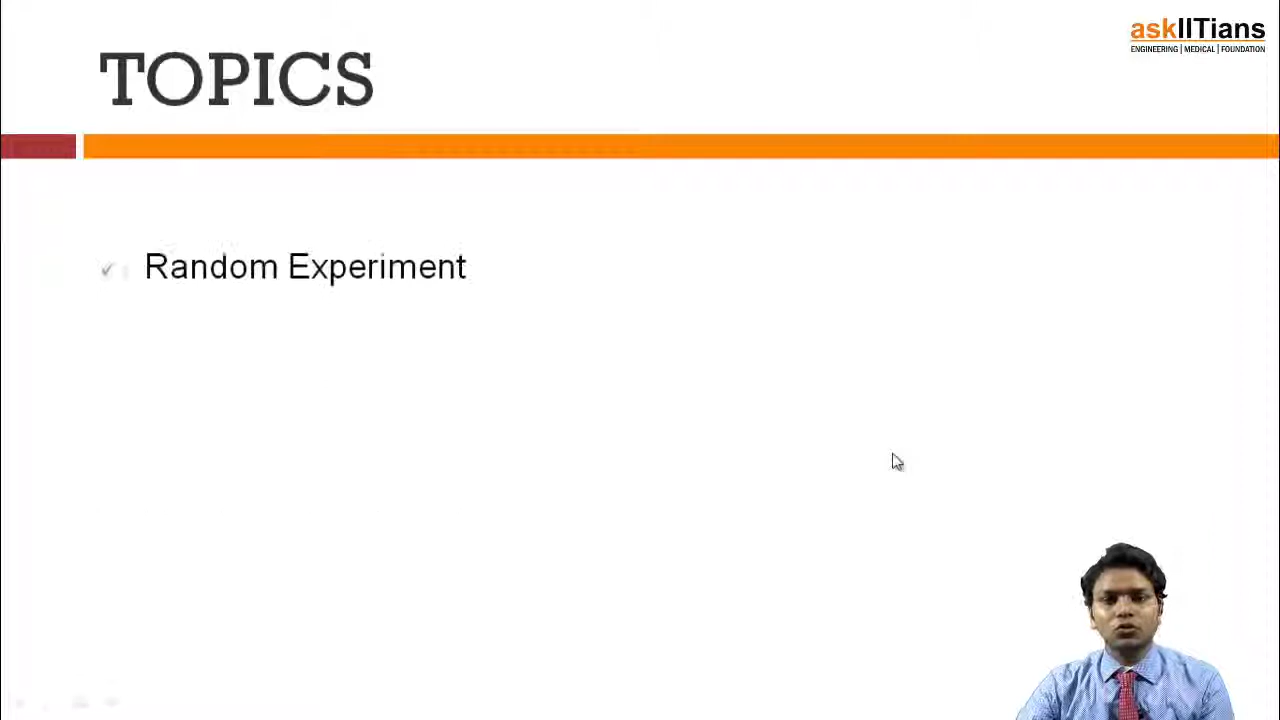 askIITians
ENGINEERING | MEDICAL | FOUNDATION
TOPICS
✓ Random Experiment